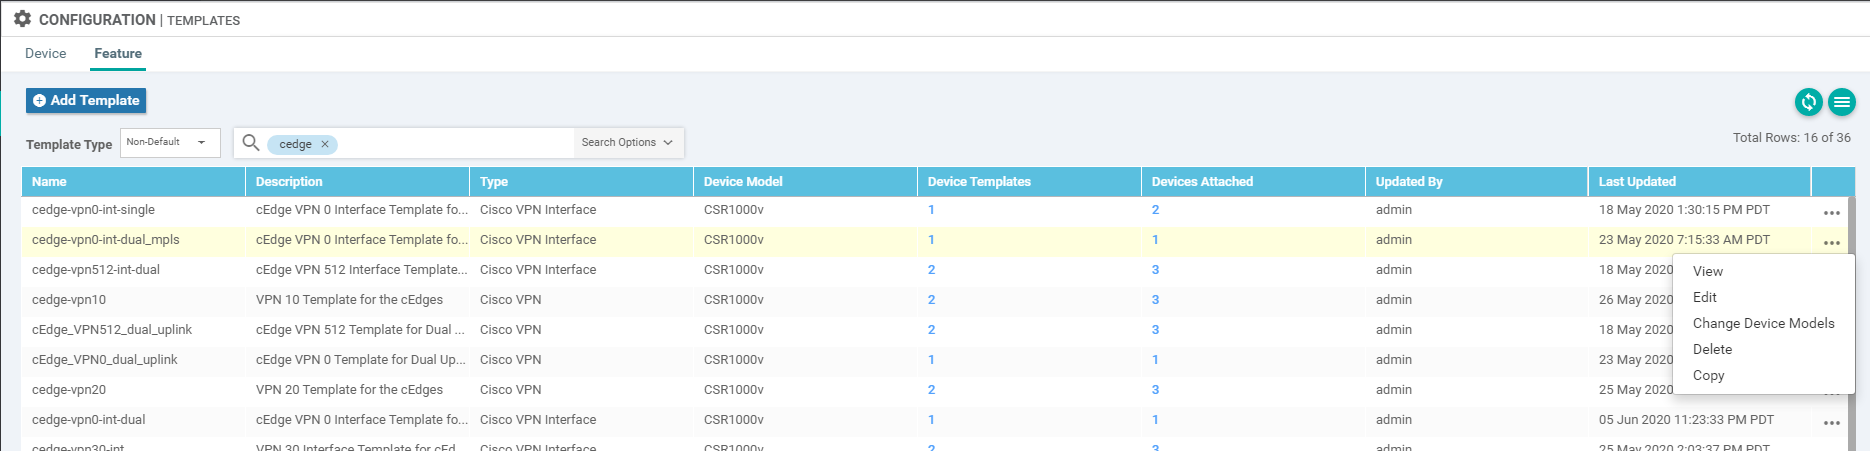 CONFIGURATION | TEMPLATES
Device Feature
Add Template
Template Type Non-Default cedge × Search Options Total Rows: 16 of 36
Name Description Type Device Model Device Templates Devices Attached Updated By Last Updated
cedge-vpn0-int-single cEdge VPN 0 Interface Template fo... Cisco VPN Interface CSR1000v 1 2 admin 18 May 2020 1:30:15 PM PDT •••
cedge-vpn0-int-dual_mpls cEdge VPN 0 Interface Template fo... Cisco VPN Interface CSR1000v 1 1 admin 23 May 2020 7:15:33 AM PDT •••
cedge-vpn512-int-dual cEdge VPN 512 Interface Template... Cisco VPN Interface CSR1000v 2 3 admin 18 May 2020
cedge-vpn10 VPN 10 Template for the cEdges Cisco VPN CSR1000v 2 3 admin 26 May 2020
cEdge_VPN512_dual_uplink cEdge VPN 512 Template for Dual ... Cisco VPN CSR1000v 2 3 admin 18 May 2020
cEdge_VPN0_dual_uplink cEdge VPN 0 Template for Dual Up... Cisco VPN CSR1000v 1 1 admin 23 May 2020
cedge-vpn20 VPN 20 Template for the cEdges Cisco VPN CSR1000v 2 3 admin 25 May 2020
cedge-vpn0-int-dual cEdge VPN 0 Interface Template fo... Cisco VPN Interface CSR1000v 1 1 admin 05 Jun 2020 11:23:33 PM PDT •••
cedge-vpn30-int VPN 30 Interface Template for cEd... Cisco VPN Interface CSR1000v 2 3 admin 25 May 2020 2:03:37 PM PDT
View
Edit
Change Device Models
Delete
Copy